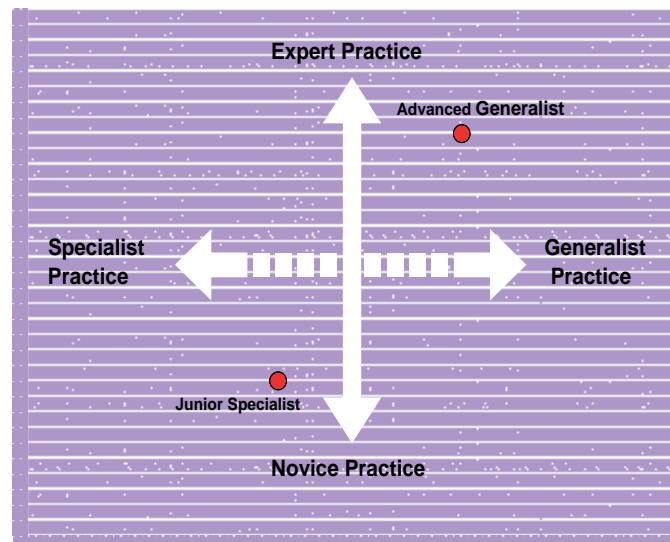 Expert Practice
Advanced Generalist
Specialist
Practice
Generalist
Practice
Junior Specialist
Novice Practice